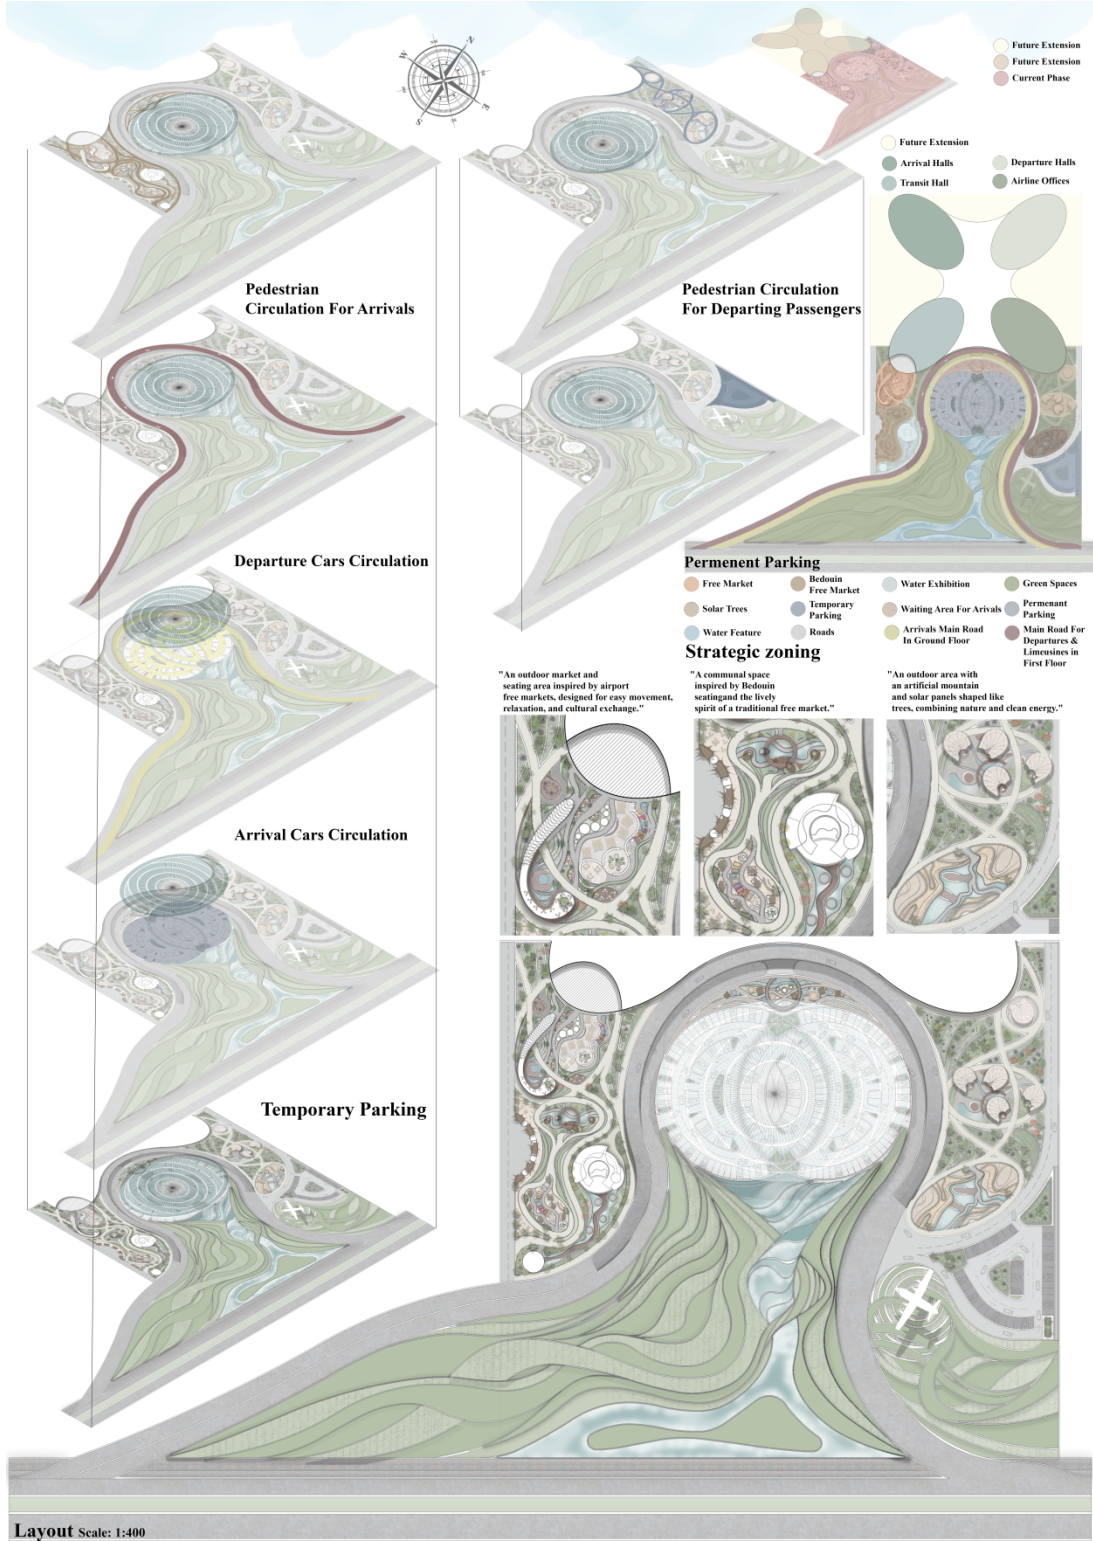 W
Z
S
E
Future Extension
Future Extension
Current Phase
Future Extension
Arrival Halls
Departure Halls
Transit Hall
Airline Offices
Pedestrian
Circulation For Arrivals
Pedestrian Circulation
For Departing Passengers
Departure Cars Circulation
Permenent Parking
Free Market
Bedouin
Free Market
Water Exhibition
Green Spaces
Solar Trees
Temporary
Parking
Waiting Area For Arivals
Permenant
Parking
Water Feature
Roads
Arrivals Main Road
In Ground Floor
Main Road For
Departures &
Limeusines in
First Floor
Strategic zoning
"An outdoor market and
seating area inspired by airport
free markets, designed for easy movement,
relaxation, and cultural exchange."
"A communal space
inspired by Bedouin
seatingand the lively
spirit of a traditional free market."
"An outdoor area with
an artificial mountain
and solar panels shaped like
trees, combining nature and clean energy."
Arrival Cars Circulation
Temporary Parking
Layout Scale: 1:400